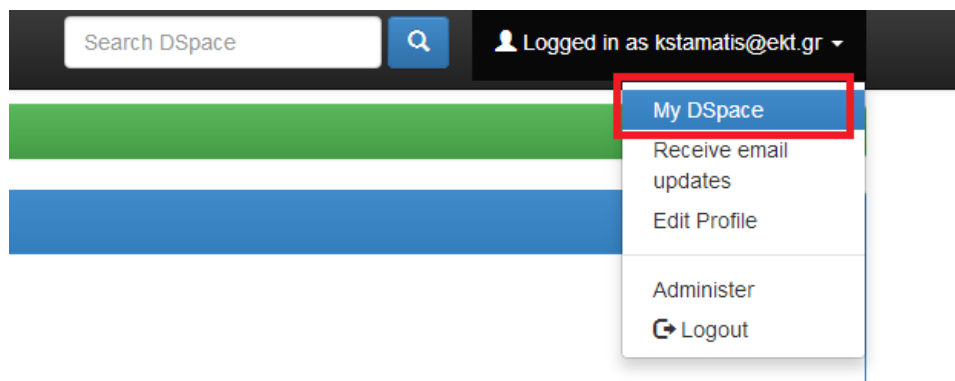 Search DSpace
Logged in as kstamatis@ekt.gr
My DSpace
Receive email
updates
Edit Profile
Administer
Logout